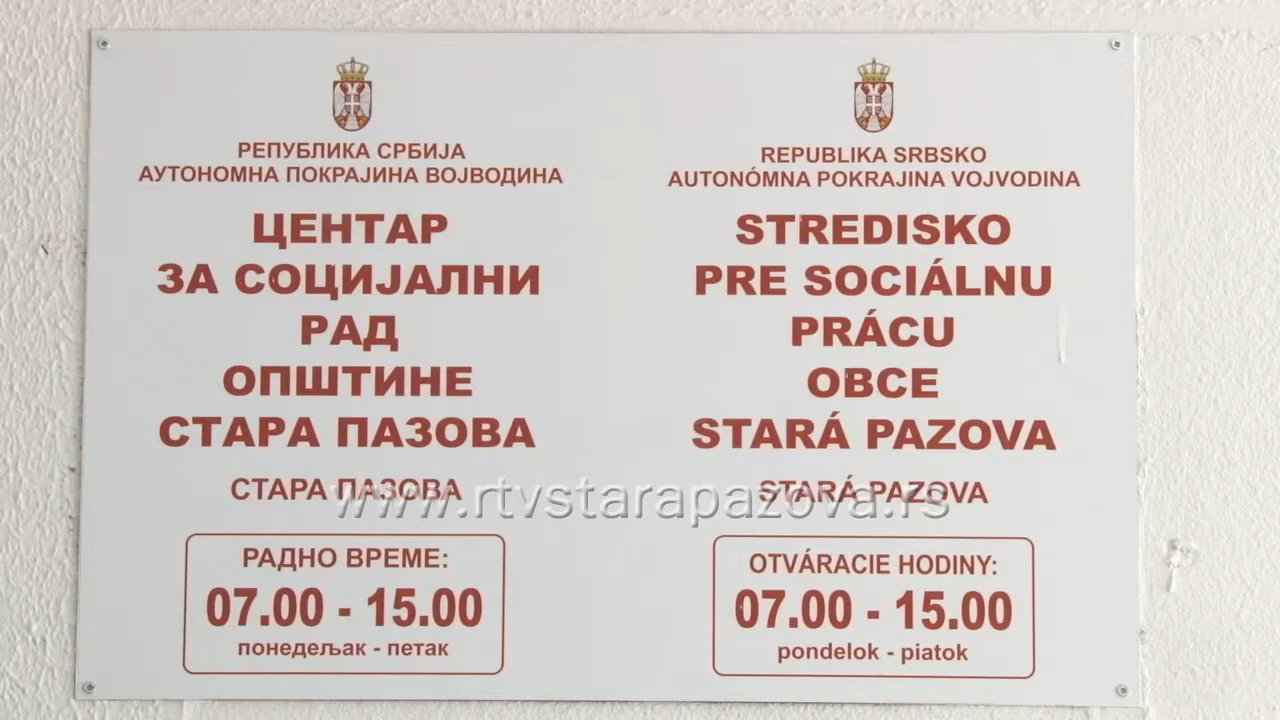 РЕПУБЛИКА СРБИЈА
АУТОНОМНА ПОКРАЈИНА ВОЈВОДИНА
ЦЕНТАР
ЗА СОЦИЈАЛНИ
РАД
ОПШТИНЕ
СТАРА ПАЗОВА
СТАРА ПАЗОВА
РАДНО ВРЕМЕ:
07.00 - 15.00
понедељак - петак
REPUBLIKA SRBSKO
AUTONÓMNA POKRAJINA VOJVODINA
STREDISKO
PRE SOCIÁLNU
PRÁCU
OBCE
STARÁ PAZOVA
STARÁ PAZOVA
OTVÁRACIE HODINY:
07.00 - 15.00
pondelok - piatok
www.rtvstarapazova.rs